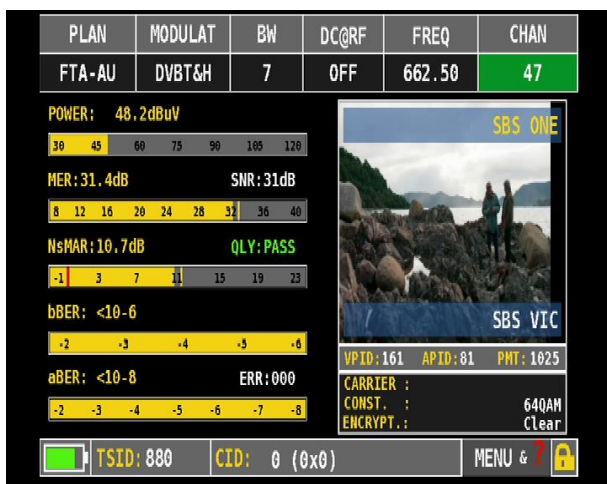 PLAN MODULAT BW DC@RF FREQ CHAN
FTA-AU DVBT&H 7 OFF 662.50 47
POWER: 48.2dBuV
30 45 60 75 90 105 120
MER:31.4dB SNR:31dB
8 12 16 20 24 28 32 36 40
NsMAR:10.7dB QLY:PASS
-1 3 7 11 15 19 23
bBER: <10-6
-2 -3 -4 -5 -6
aBER: <10-8 ERR:000
-2 -3 -4 -5 -6 -7 -8
SBS ONE
SBS VIC
VPID:161 APID:81 PMT:1025
CARRIER :
CONST. : 64QAM
ENCRYPT.: Clear
TSID:880 CID: 0 (0x0) MENU & ?